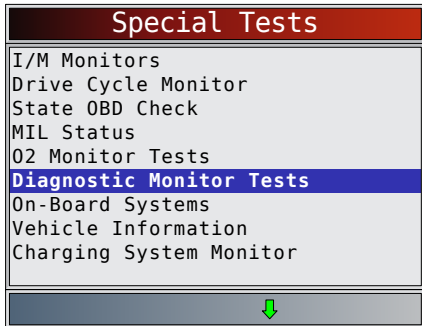 Special Tests
I/M Monitors
Drive Cycle Monitor
State OBD Check
MIL Status
O2 Monitor Tests
Diagnostic Monitor Tests
On-Board Systems
Vehicle Information
Charging System Monitor